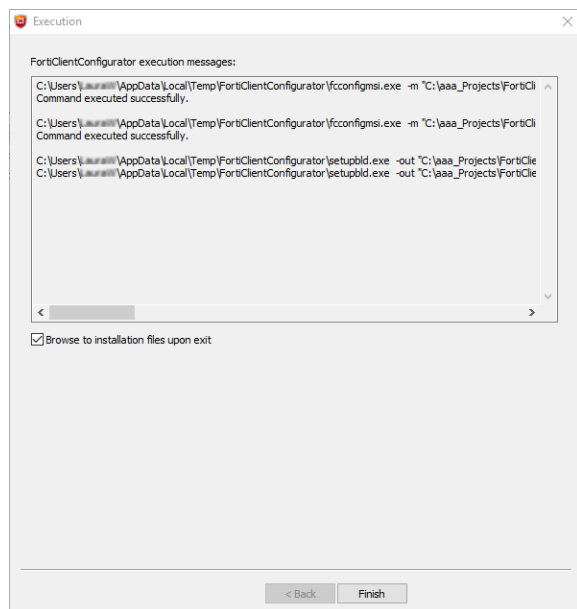 Execution
FortiClientConfigurator execution messages:
C:\Users\ \AppData\Local\Temp\FortiClientConfigurator\fcconfigmsi.exe -m "C:\aaa_Projects\FortiCli
Command executed successfully.
C:\Users\ \AppData\Local\Temp\FortiClientConfigurator\fcconfigmsi.exe -m "C:\aaa_Projects\FortiCli
Command executed successfully.
C:\Users\ \AppData\Local\Temp\FortiClientConfigurator\setupbld.exe -out "C:\aaa_Projects\FortiClie
C:\Users\ \AppData\Local\Temp\FortiClientConfigurator\setupbld.exe -out "C:\aaa_Projects\FortiClie
Browse to installation files upon exit
< Back Finish